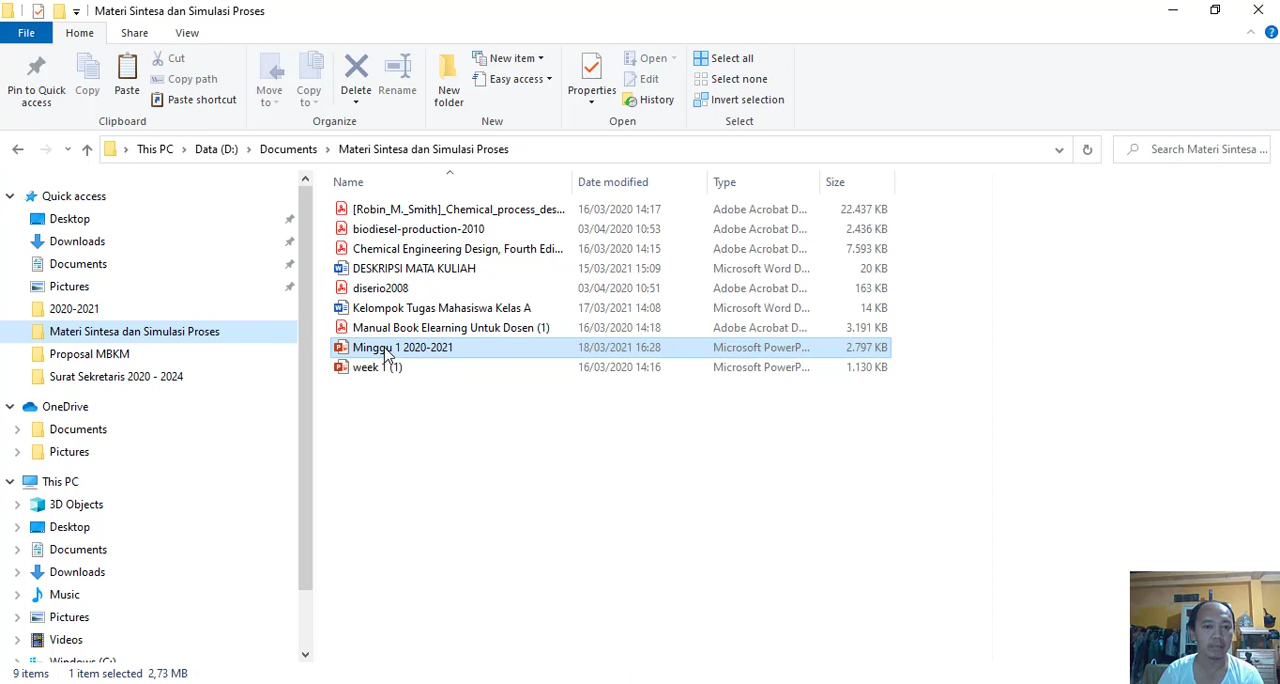 Materi Sintesa dan Simulasi Proses
File Home Share View
Pin to Quick access
Copy
Paste
Cut
Copy path
Paste shortcut
Move to
Copy to
Delete
Rename
New folder
New item
Easy access
Properties
Open
Edit
History
Select all
Select none
Invert selection
Clipboard Organize New Open Select
This PC > Data (D:) > Documents > Materi Sintesa dan Simulasi Proses
Search Materi Sintesa ...
Name Date modified Type Size
[Robin_M._Smith]_Chemical_process_des... 16/03/2020 14:17 Adobe Acrobat D... 22.437 KB
biodiesel-production-2010 03/04/2020 10:53 Adobe Acrobat D... 2.436 KB
Chemical Engineering Design, Fourth Edi... 16/03/2020 14:15 Adobe Acrobat D... 7.593 KB
DESKRIPSI MATA KULIAH 15/03/2021 15:09 Microsoft Word D... 20 KB
diserio2008 03/04/2020 10:51 Adobe Acrobat D... 163 KB
Kelompok Tugas Mahasiswa Kelas A 17/03/2021 14:08 Microsoft Word D... 14 KB
Manual Book Elearning Untuk Dosen (1) 16/03/2020 14:18 Adobe Acrobat D... 3.191 KB
Minggu 1 2020-2021 18/03/2021 16:28 Microsoft PowerP... 2.797 KB
week 1 (1) 16/03/2020 14:16 Microsoft PowerP... 1.130 KB
Quick access
Desktop
Downloads
Documents
Pictures
2020-2021
Materi Sintesa dan Simulasi Proses
Proposal MBKM
Surat Sekretaris 2020 - 2024
OneDrive
Documents
Pictures
This PC
3D Objects
Desktop
Documents
Downloads
Music
Pictures
Videos
Windows (C:)
9 items 1 item selected 2,73 MB